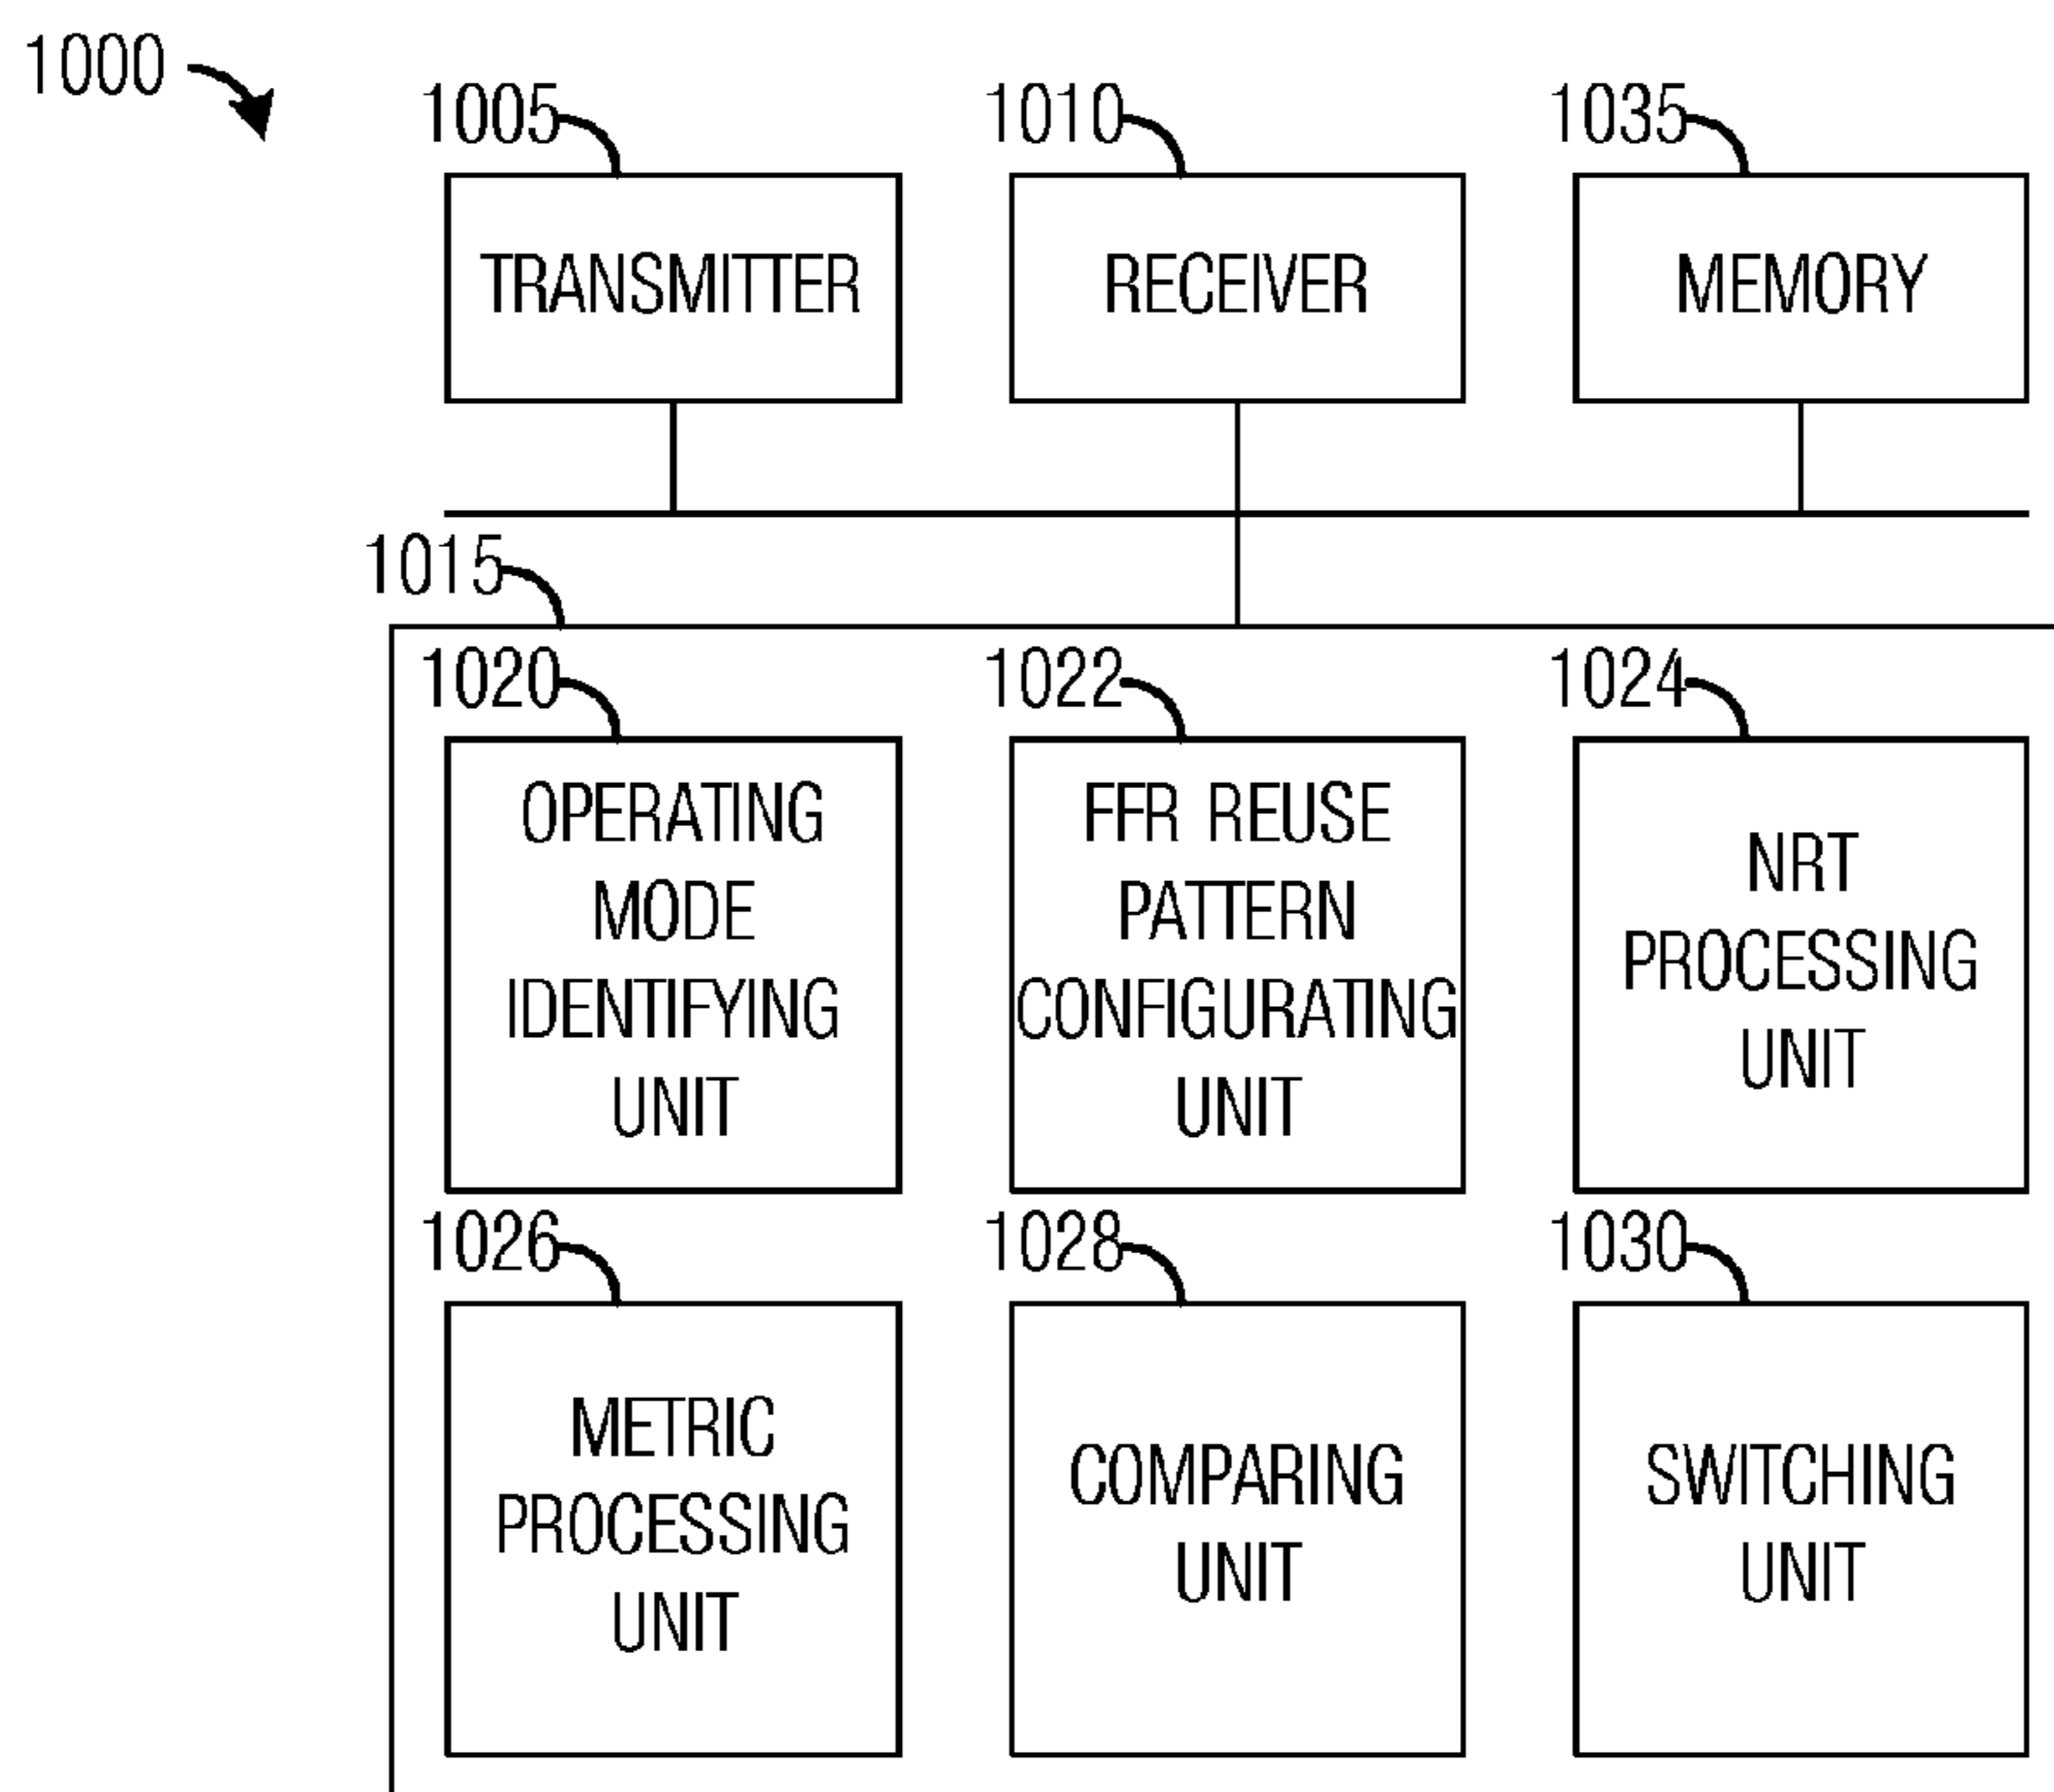 1000
1005
1010
1035
TRANSMITTER
RECEIVER
MEMORY
1015
1020
1022
1024
OPERATING
MODE
IDENTIFYING
UNIT
FFR REUSE
PATTERN
CONFIGURATING
UNIT
NRT
PROCESSING
UNIT
1026
1028
1030
METRIC
PROCESSING
UNIT
COMPARING
UNIT
SWITCHING
UNIT